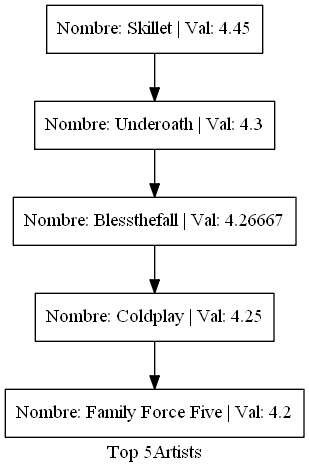 Nombre: Skillet | Val: 4.45
Nombre: Underoath | Val: 4.3
Nombre: Blessthefall | Val: 4.26667
Nombre: Coldplay | Val: 4.25
Nombre: Family Force Five | Val: 4.2
Top 5Artists